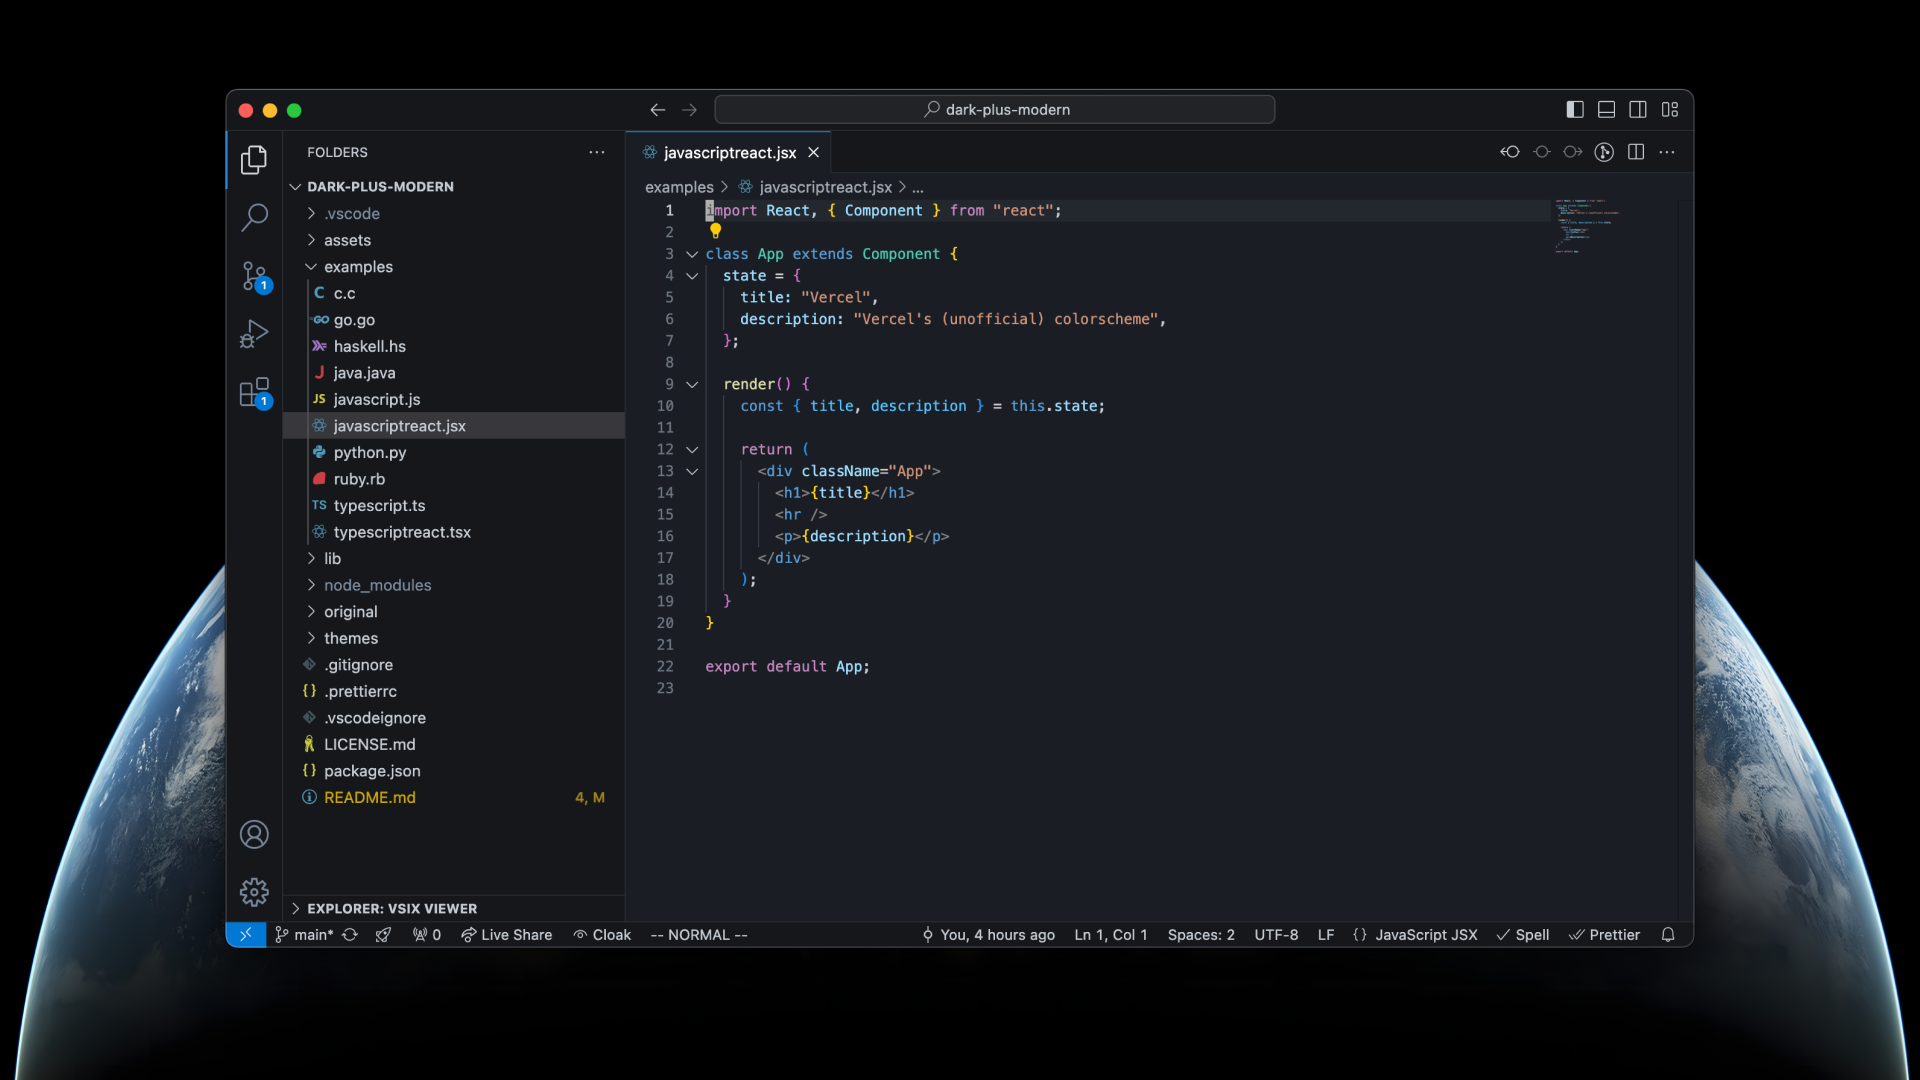 dark-plus-modern
FOLDERS
DARK-PLUS-MODERN
.vscode
assets
examples
C c.c
GO go.go
haskell.hs
J java.java
JS javascript.js
javascriptreact.jsx
python.py
ruby.rb
TS typescript.ts
typescriptreact.tsx
lib
node_modules
original
themes
.gitignore
{} .prettierrc
.vscodeignore
LICENSE.md
{} package.json
README.md 4, M
EXPLORER: VSIX VIEWER
1
1
javascriptreact.jsx
examples > javascriptreact.jsx > ...
1 import React, { Component } from "react";
2
3 class App extends Component {
4 state = {
5 title: "Vercel",
6 description: "Vercel's (unofficial) colorscheme",
7 };
8
9 render() {
10 const { title, description } = this.state;
11
12 return (
13 <div className="App">
14 <h1>{title}</h1>
15 <hr />
16 <p>{description}</p>
17 </div>
18 );
19 }
20 }
21
22 export default App;
23
main* 0 Live Share Cloak -- NORMAL -- You, 4 hours ago Ln 1, Col 1 Spaces: 2 UTF-8 LF {} JavaScript JSX Spell Prettier